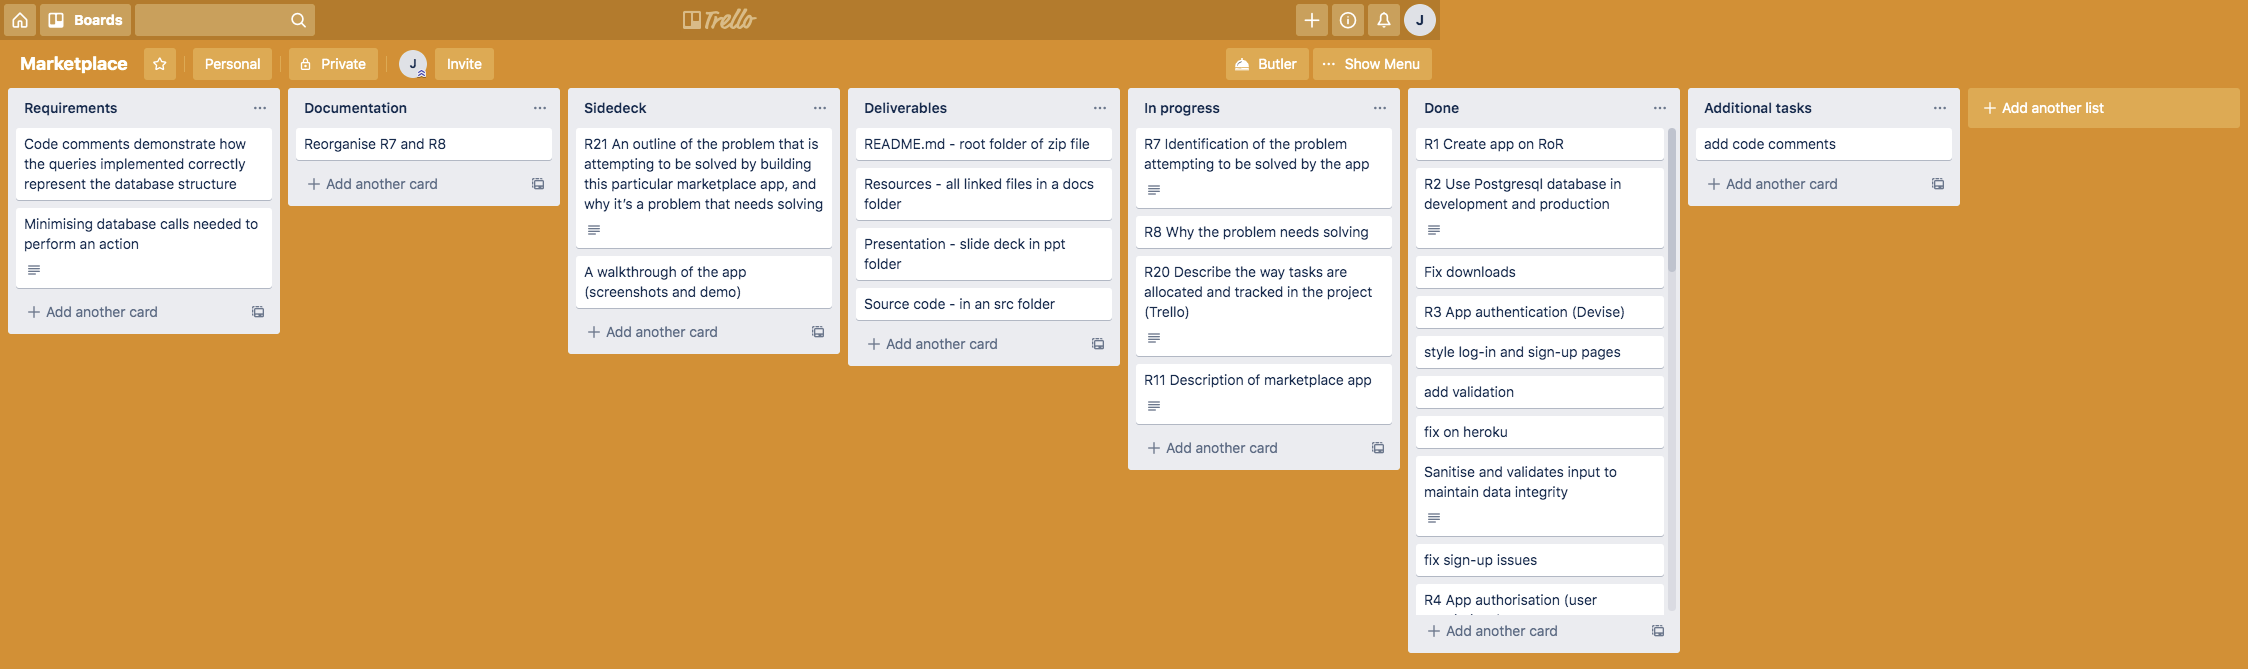 Boards
Trello
J
Marketplace
Personal
Private
J
Invite
Butler
Show Menu
Requirements
Code comments demonstrate how
the queries implemented correctly
represent the database structure
Minimising database calls needed to
perform an action
Add another card
Documentation
Reorganise R7 and R8
Add another card
Sidedeck
R21 An outline of the problem that is
attempting to be solved by building
this particular marketplace app, and
why it's a problem that needs solving
A walkthrough of the app
(screenshots and demo)
Add another card
Deliverables
README.md - root folder of zip file
Resources - all linked files in a docs
folder
Presentation - slide deck in ppt
folder
Source code - in an src folder
Add another card
In progress
R7 Identification of the problem
attempting to be solved by the app
R8 Why the problem needs solving
R20 Describe the way tasks are
allocated and tracked in the project
(Trello)
R11 Description of marketplace app
Add another card
Done
R1 Create app on RoR
R2 Use Postgresql database in
development and production
Fix downloads
R3 App authentication (Devise)
style log-in and sign-up pages
add validation
fix on heroku
Sanitise and validates input to
maintain data integrity
fix sign-up issues
R4 App authorisation (user
Add another card
Additional tasks
add code comments
Add another card
Add another list